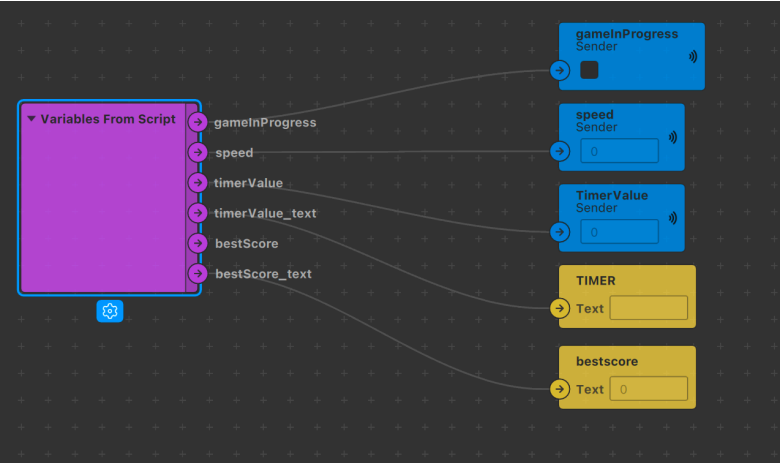 Variables From Script
gameInProgress
speed
timerValue
timerValue_text
bestScore
bestScore_text
gameInProgress
Sender
speed
Sender
0
TimerValue
Sender
0
TIMER
Text
bestscore
Text 0